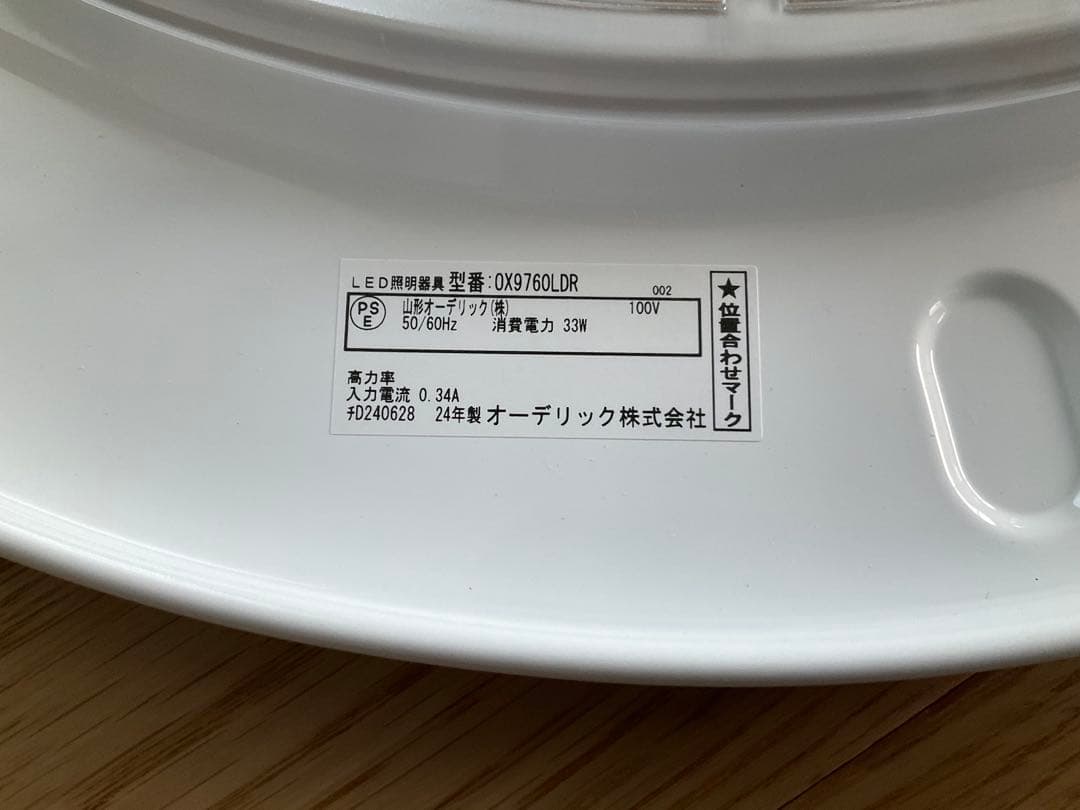 LED照明器具 型番:OX9760LDR 002
PS
E
山形オーデリック(株) 100V
50/60Hz 消費電力 33W
高力率
入力電流 0.34A
チD240628 24年製 オーデリック株式会社
★位置合わせマーク